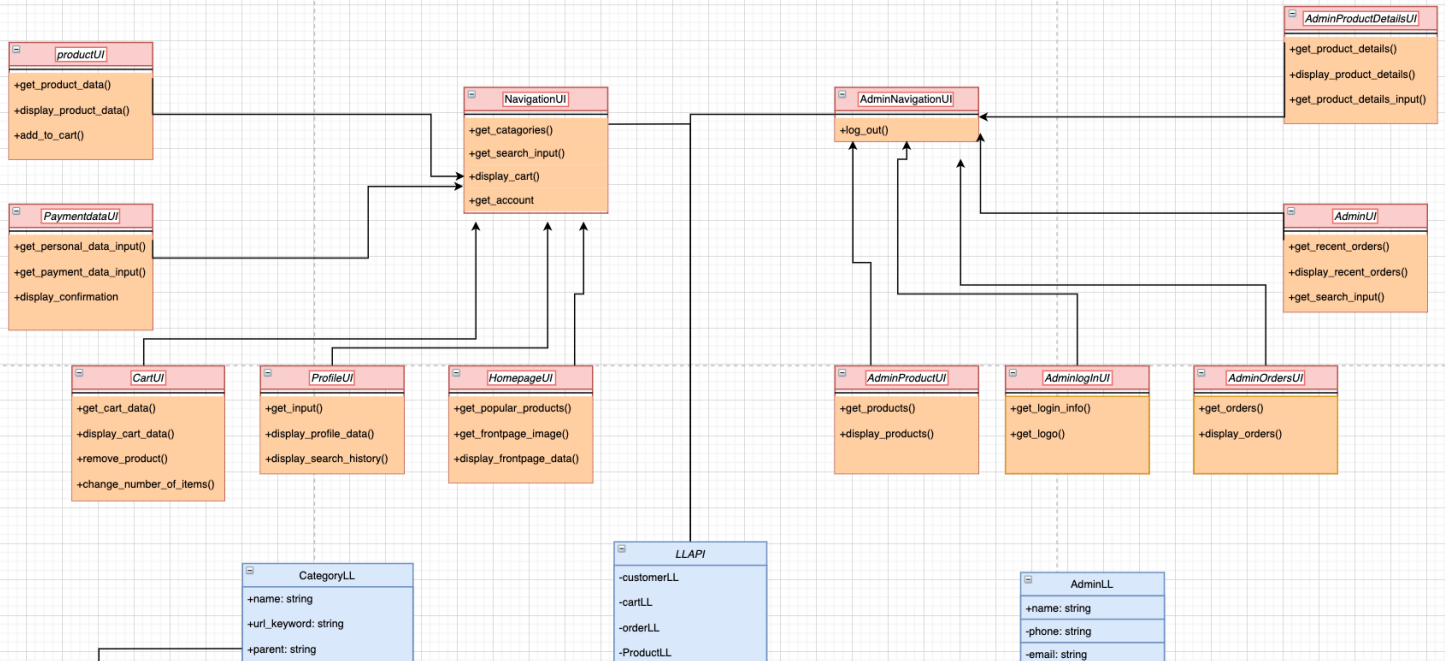 productUI
+get_product_data()
+display_product_data()
+add_to_cart()
PaymentdataUI
+get_personal_data_input()
+get_payment_data_input()
+display_confirmation
NavigationUI
+get_catagories()
+get_search_input()
+display_cart()
+get_account
AdminNavigationUI
+log_out()
AdminProductDetailsUI
+get_product_details()
+display_product_details()
+get_product_details_input()
AdminUI
+get_recent_orders()
+display_recent_orders()
+get_search_input()
CartUI
+get_cart_data()
+display_cart_data()
+remove_product()
+change_number_of_items()
ProfileUI
+get_input()
+display_profile_data()
+display_search_history()
HomepageUI
+get_popular_products()
+get_frontpage_image()
+display_frontpage_data()
AdminProductUI
+get_products()
+display_products()
AdminlogInUI
+get_login_info()
+get_logo()
AdminOrdersUI
+get_orders()
+display_orders()
CategoryLL
+name: string
+url_keyword: string
+parent: string
LLAPI
-customerLL
-cartLL
-orderLL
-ProductLL
AdminLL
+name: string
-phone: string
-email: string